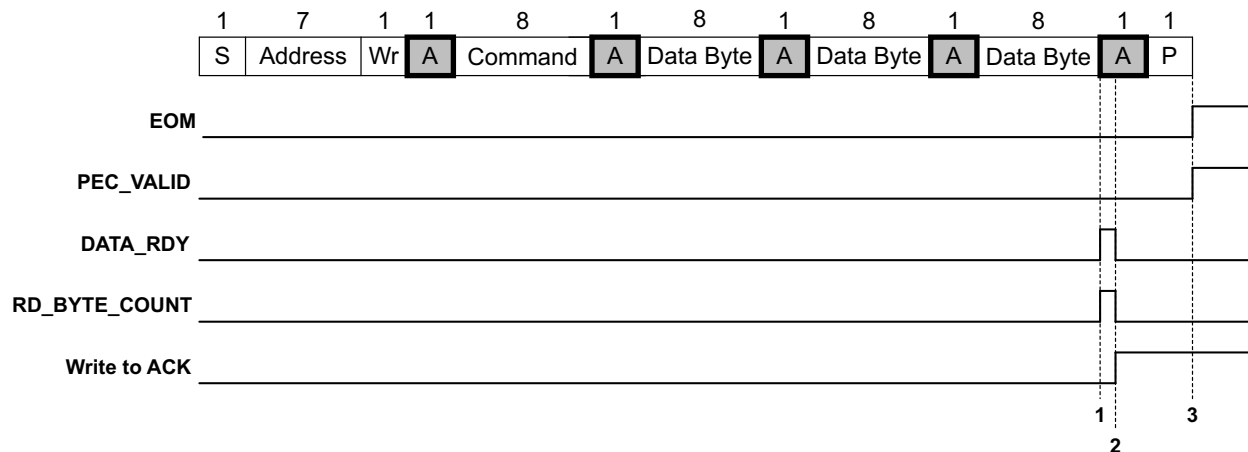 1 7 1 1 8 1 8 1 8 1 8 1 1
S Address Wr A Command A Data Byte A Data Byte A Data Byte A P
EOM
PEC_VALID
DATA_RDY
RD_BYTE_COUNT
Write to ACK
1 3
2